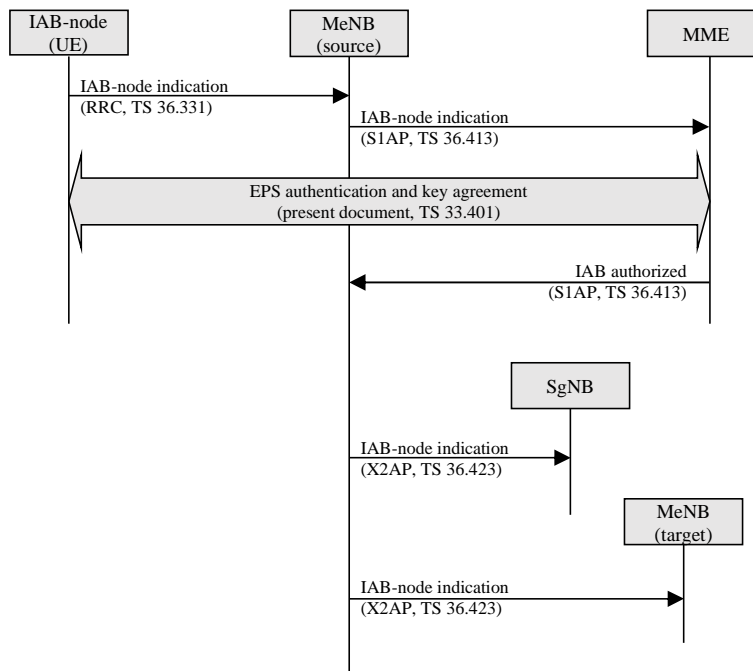 IAB-node
(UE)
MeNB
(source)
MME
IAB-node indication
(RRC, TS 36.331)
IAB-node indication
(S1AP, TS 36.413)
EPS authentication and key agreement
(present document, TS 33.401)
IAB authorized
(S1AP, TS 36.413)
SgNB
IAB-node indication
(X2AP, TS 36.423)
MeNB
(target)
IAB-node indication
(X2AP, TS 36.423)